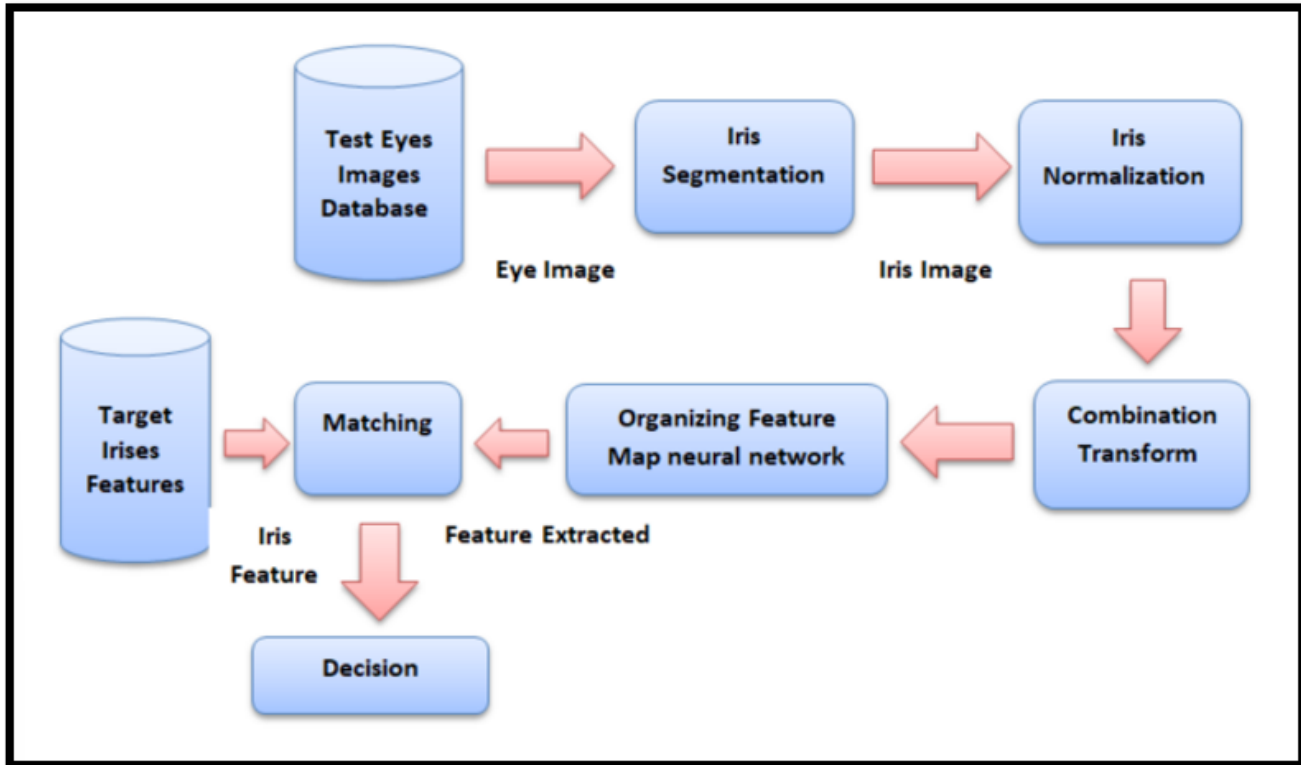 Test Eyes
Images
Database
Iris
Segmentation
Iris
Normalization
Eye Image
Iris Image
Target
Irises
Features
Matching
Organizing Feature
Map neural network
Combination
Transform
Iris
Feature
Feature Extracted
Decision